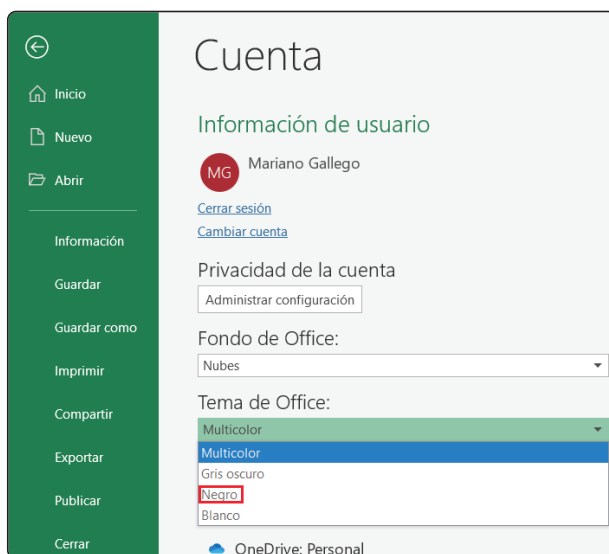 Cuenta
Inicio
Nuevo
Abrir
Información
Guardar
Guardar como
Imprimir
Compartir
Exportar
Publicar
Cerrar
Información de usuario
MG
Mariano Gallego
Cerrar sesión
Cambiar cuenta
Privacidad de la cuenta
Administrar configuración
Fondo de Office:
Nubes
Tema de Office:
Multicolor
Multicolor
Gris oscuro
Negro
Blanco
OneDrive: Personal